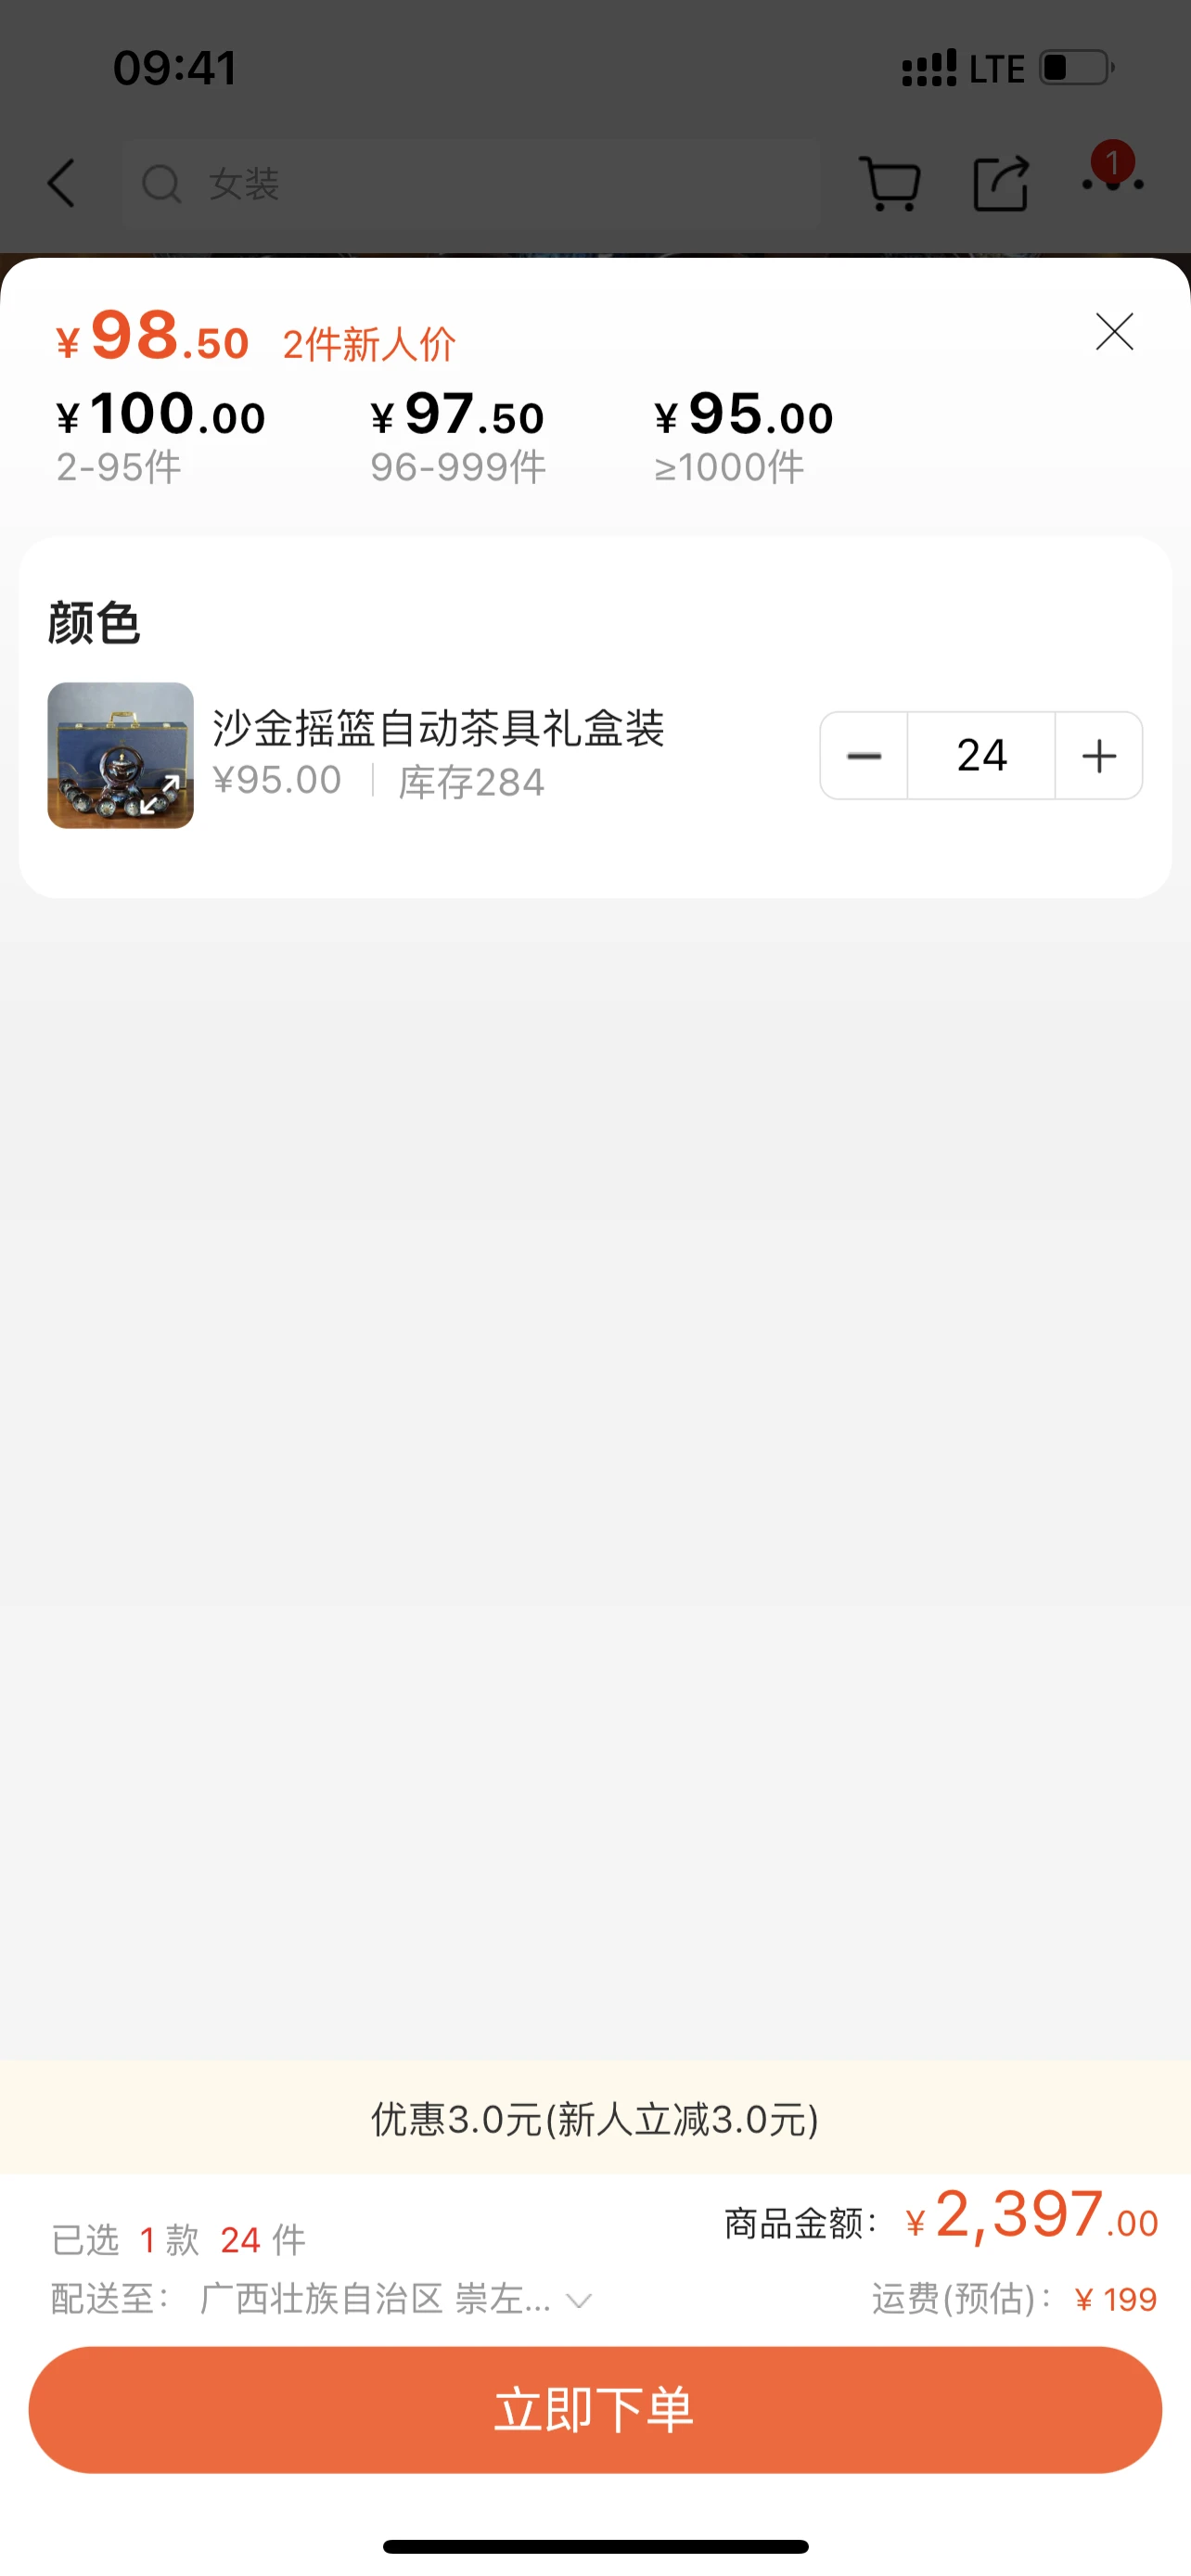 09:41 LTE
女装
1
¥98.50 2件新人价
¥100.00 ¥97.50 ¥95.00
2-95件 96-999件 ≥1000件
颜色
沙金摇篮自动茶具礼盒装
¥95.00 库存284
24
优惠3.0元(新人立减3.0元)
已选 1 款 24 件 商品金额: ¥2,397.00
配送至: 广西壮族自治区 崇左... 运费(预估): ¥199
立即下单